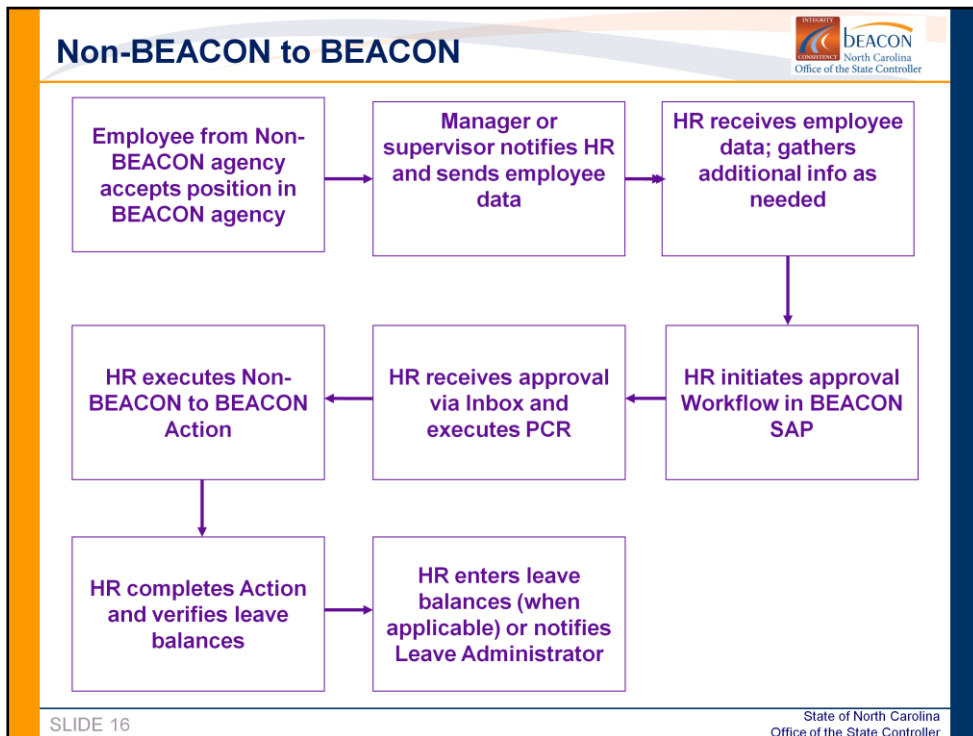 Non-BEACON to BEACON
INTEGRITY
CONSISTENCY
bEACON
North Carolina
Office of the State Controller
Employee from Non-
BEACON agency
accepts position in
BEACON agency
Manager or
supervisor notifies HR
and sends employee
data
HR receives employee
data; gathers
additional info as
needed
HR initiates approval
Workflow in BEACON
SAP
HR receives approval
via Inbox and
executes PCR
HR executes Non-
BEACON to BEACON
Action
HR completes Action
and verifies leave
balances
HR enters leave
balances (when
applicable) or notifies
Leave Administrator
SLIDE 16
State of North Carolina
Office of the State Controller